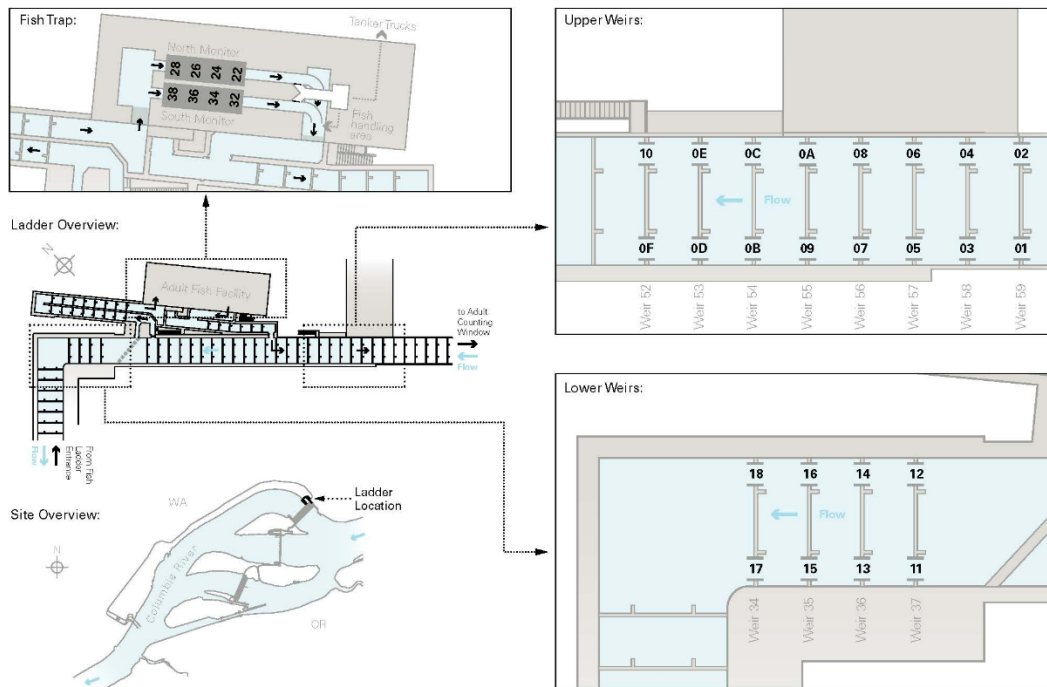 Fish Trap:
Tanker Trucks
North Monitor
28 26 24 22
38 36 34 32
South Monitor
Fish
handling
area
Ladder Overview:
N
Adult Fish Facility
to Adult
Counting
Window
Flow
From Fish
Ladder
Entrance
Flow
Site Overview:
N
WA
Ladder
Location
Columbia River
OR
Upper Weirs:
10 0E 0C 0A 08 06 04 02
Flow
0F 0D 0B 09 07 05 03 01
Weir 52
Weir 53
Weir 54
Weir 55
Weir 56
Weir 57
Weir 58
Weir 59
Lower Weirs:
18 16 14 12
Flow
17 15 13 11
Weir 34
Weir 35
Weir 36
Weir 37